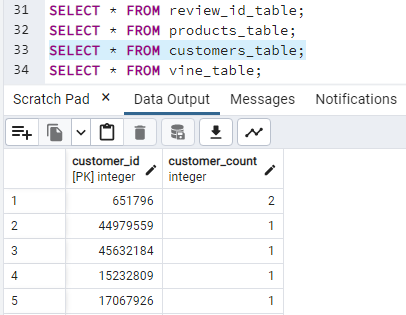 31 SELECT * FROM review_id_table;
32 SELECT * FROM products_table;
33 SELECT * FROM customers_table;
34 SELECT * FROM vine_table;
Scratch Pad × Data Output Messages Notifications
customer_id customer_count
[PK] integer integer
1 651796 2
2 44979559 1
3 45632184 1
4 15232809 1
5 17067926 1